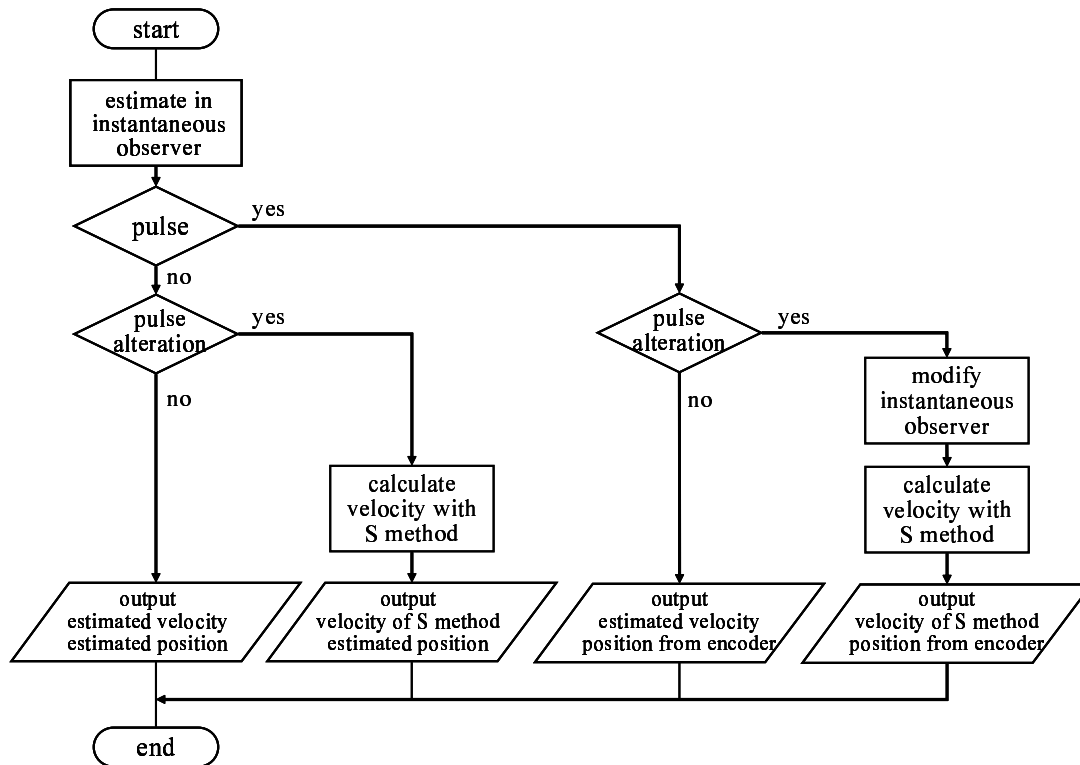 start
estimate in
instantaneous
observer
pulse
yes
no
pulse
alteration
yes
no
calculate
velocity with
S method
pulse
alteration
yes
no
modify
instantaneous
observer
calculate
velocity with
S method
output
estimated velocity
estimated position
output
velocity of S method
estimated position
output
estimated velocity
position from encoder
output
velocity of S method
position from encoder
end